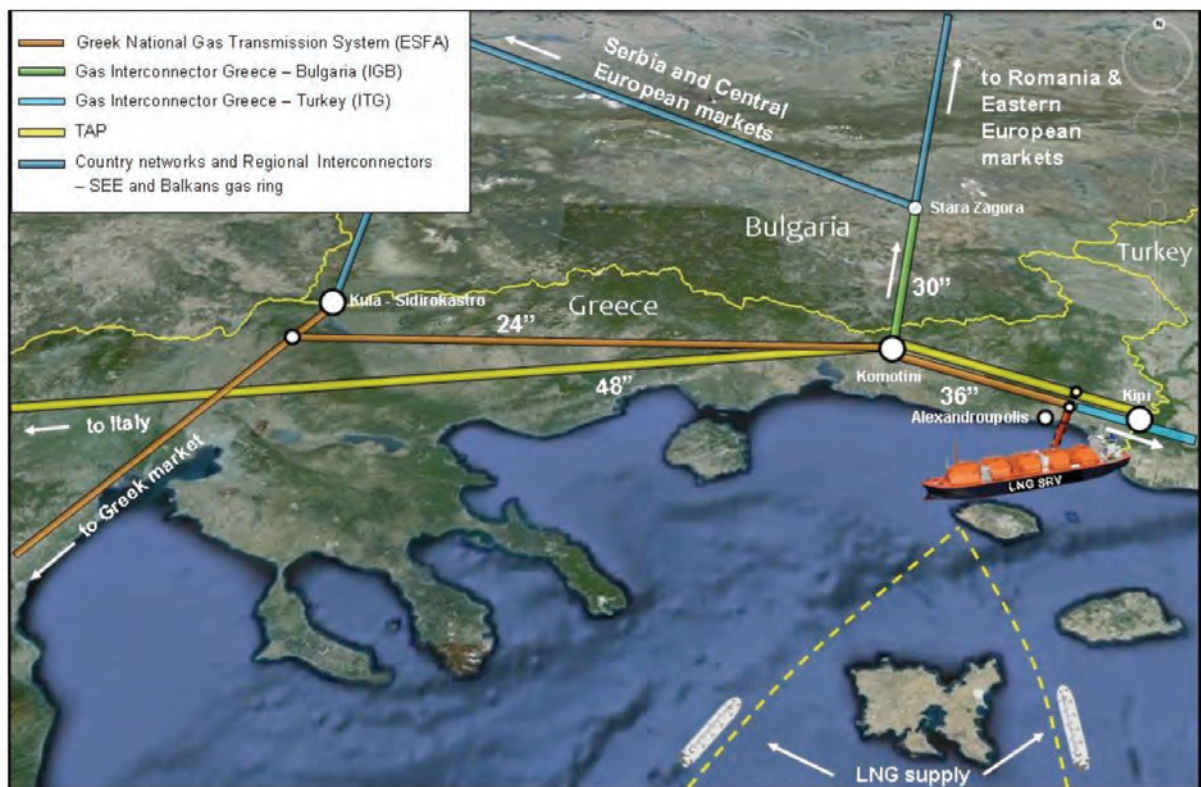 Greek National Gas Transmission System (ESFA)
Gas Interconnector Greece – Bulgaria (IGB)
Gas Interconnector Greece – Turkey (ITG)
TAP
Country networks and Regional Interconnectors
– SEE and Balkans gas ring
Serbia and Central
European markets
to Romania &
Eastern
European
markets
N
Stara Zagora
Bulgaria
Turkey
Kula - Sidirokastro
Greece
30”
24”
Komotini
48”
36”
Kipi
Alexandroupolis
to Italy
to Greek market
LNG SRV
LNG supply